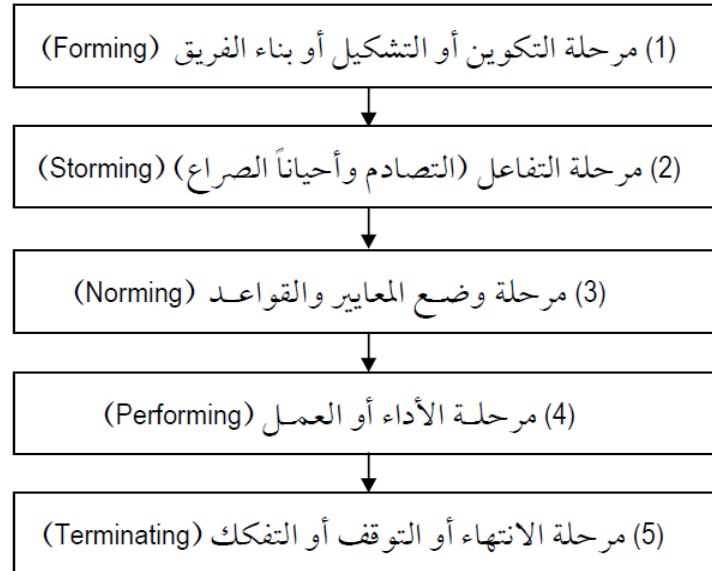 (1) مرحلة التكوين أو التشكيل أو بناء الفريق (Forming)
(2) مرحلة التفاعل (التصادم وأحياناً الصراع) (Storming)
(3) مرحلة وضع المعايير والقواعد (Norming)
(4) مرحلة الأداء أو العمل (Performing)
(5) مرحلة الانتهاء أو التوقف أو التفكك (Terminating)